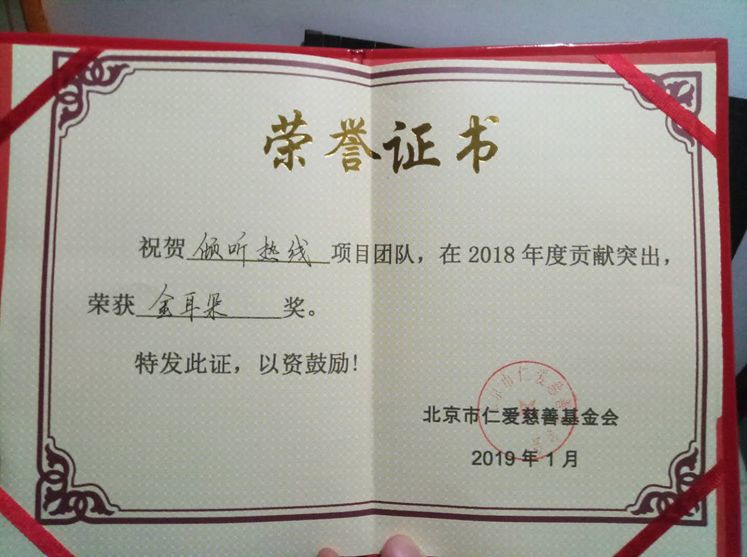 荣誉证书
祝贺倾听热线项目团队，在2018年度贡献突出，
荣获金耳朵奖。
特发此证，以资鼓励!
北京市仁爱慈善基金会
2019年1月